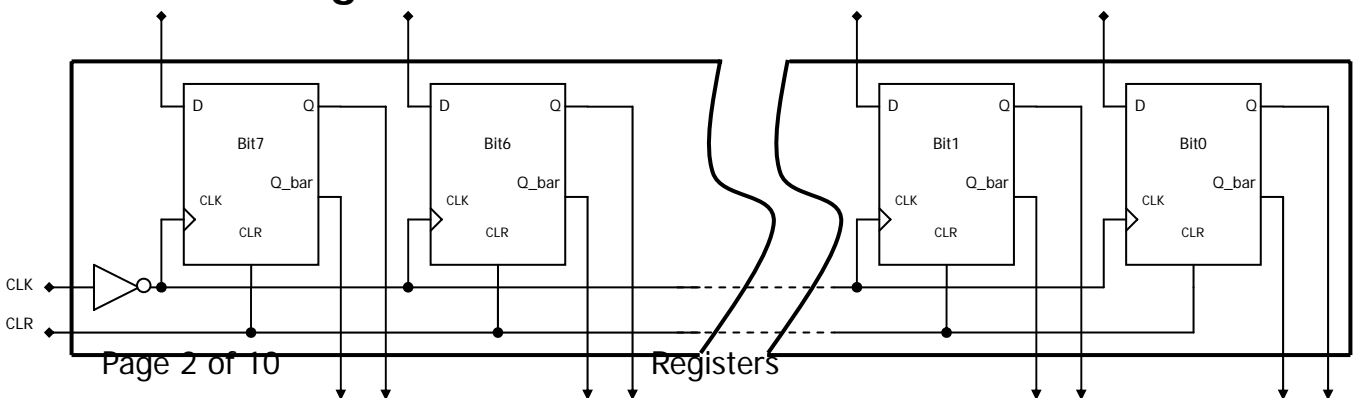 D Q D Q D Q D Q
Bit7 Bit6 Bit1 Bit0
Q_bar Q_bar Q_bar Q_bar
CLK CLK CLK CLK
CLR CLR CLR CLR
CLK
CLR
Page 2 of 10 Registers